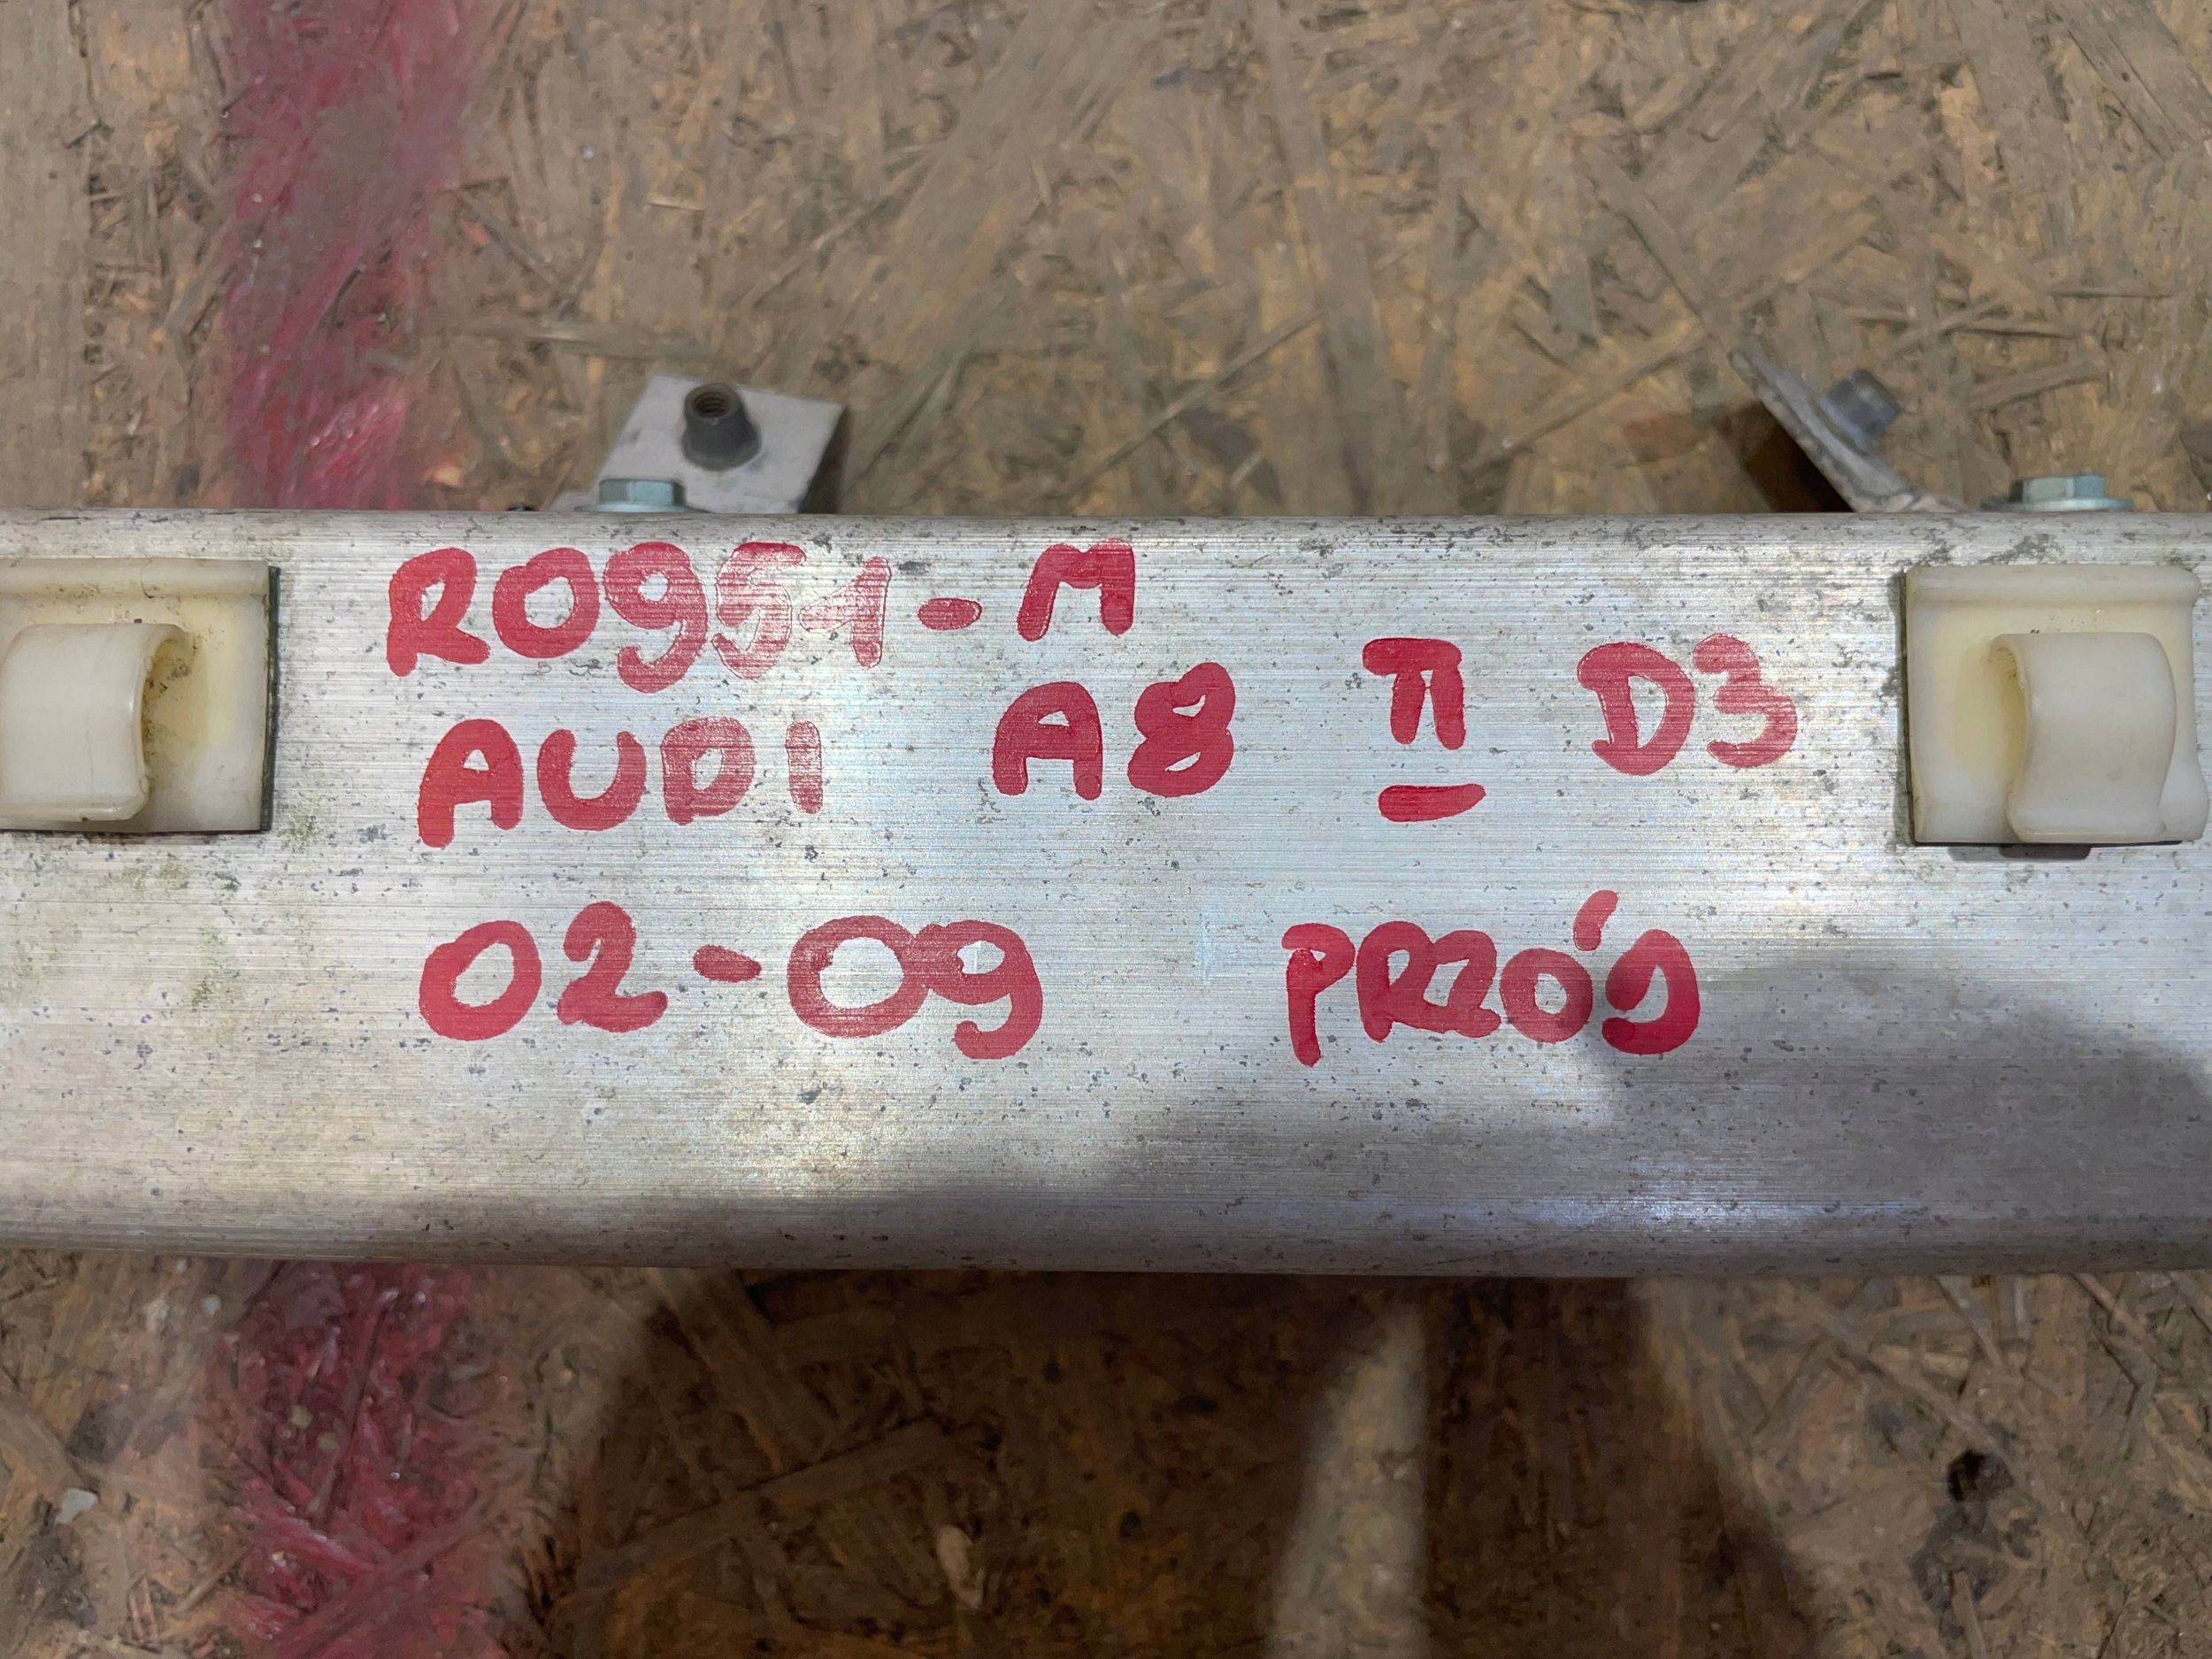 R0951-M
AUDI A8 II D3
02-09 PRZÓD